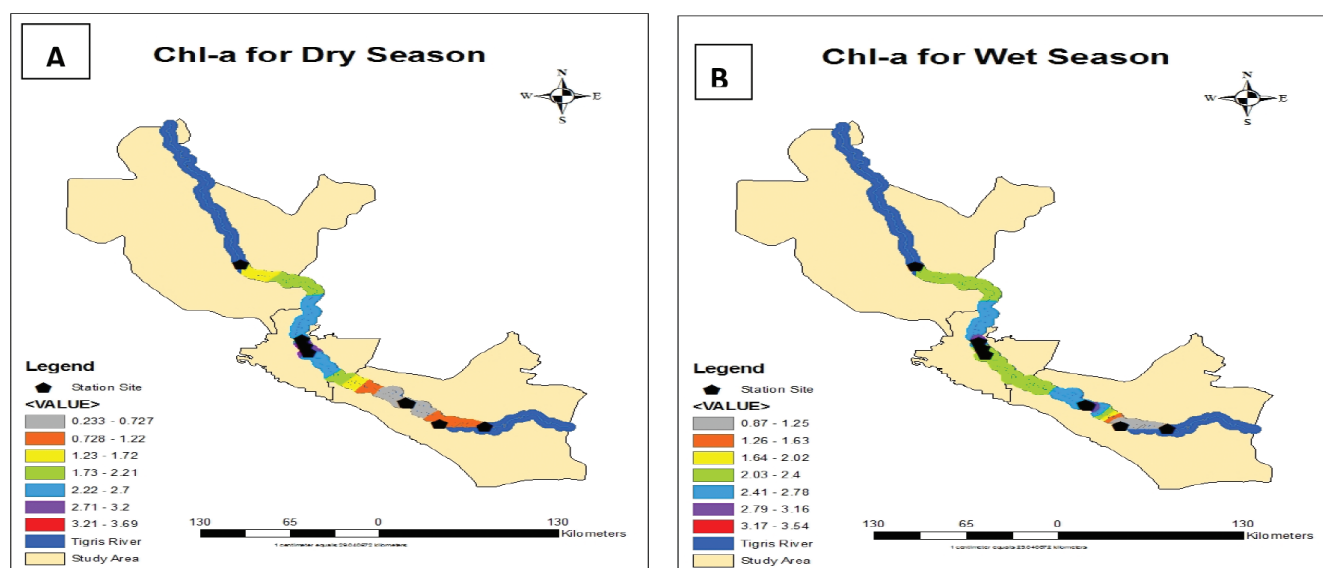 A
Chl-a for Dry Season
N
W E
S
Legend
Station Site
<VALUE>
0.233 - 0.727
0.728 - 1.22
1.23 - 1.72
1.73 - 2.21
2.22 - 2.7
2.71 - 3.2
3.21 - 3.69
Tigris River
Study Area
130 65 0 130
Kilometers
B
Chl-a for Wet Season
N
W E
S
Legend
Station Site
<VALUE>
0.87 - 1.25
1.26 - 1.63
1.64 - 2.02
2.03 - 2.4
2.41 - 2.78
2.79 - 3.16
3.17 - 3.54
Tigris River
Study Area
130 65 0 130
Kilometers